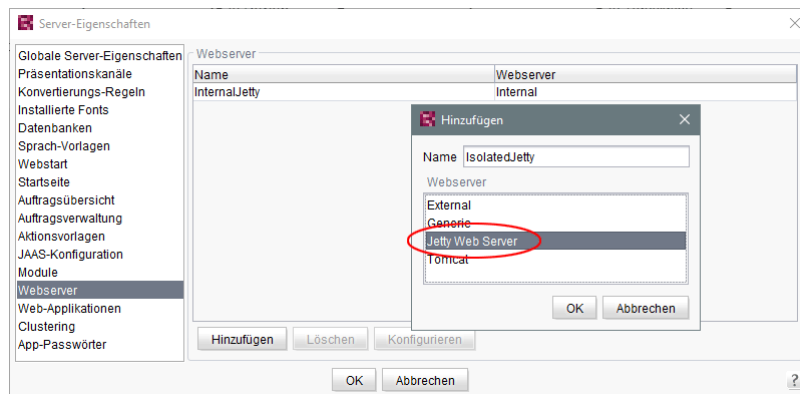 Server-Eigenschaften
Globale Server-Eigenschaften
Präsentationskanäle
Konvertierungs-Regeln
Installierte Fonts
Datenbanken
Sprach-Vorlagen
Webstart
Startseite
Auftragsübersicht
Auftragsverwaltung
Aktionsvorlagen
JAAS-Konfiguration
Module
Webserver
Web-Applikationen
Clustering
App-Passwörter
Webserver
Name Webserver
InternalJetty Internal
Hinzufügen
Name IsolatedJetty
Webserver
External
Generic
Jetty Web Server
Tomcat
OK Abbrechen
Hinzufügen Löschen Konfigurieren
OK Abbrechen ?